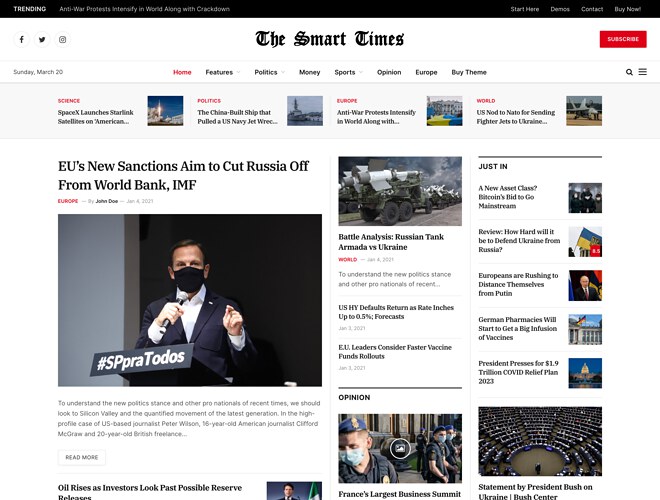 TRENDING Anti-War Protests Intensify in World Along with Crackdown
Start Here Demos Contact Buy Now!
The Smart Times
SUBSCRIBE
Sunday, March 20
Home Features Politics Money Sports Opinion Europe Buy Theme
SCIENCE
SpaceX Launches Starlink
Satellites on 'American...
POLITICS
The China-Built Ship that
Pulled a US Navy Jet Wrec...
EUROPE
Anti-War Protests Intensify
in World Along with...
WORLD
US Nod to Nato for Sending
Fighter Jets to Ukraine...
EU's New Sanctions Aim to Cut Russia Off
From World Bank, IMF
EUROPE — By John Doe — Jan 4, 2021
#SPpraTodos
To understand the new politics stance and other pro nationals of recent times, we should
look to Silicon Valley and the quantified movement of the latest generation. In the high-
profile case of US-based journalist Peter Wilson, 16-year-old American journalist Clifford
McGraw and 20-year-old British freelance...
READ MORE
Oil Rises as Investors Look Past Possible Reserve
Releases
Battle Analysis: Russian Tank
Armada vs Ukraine
WORLD — Jan 4, 2021
To understand the new politics stance
and other pro nationals of recent...
US HY Defaults Return as Rate Inches
Up to 0.5%; Forecasts
Jan 3, 2021
E.U. Leaders Consider Faster Vaccine
Funds Rollouts
Jan 3, 2021
OPINION
France's Largest Business Summit
JUST IN
A New Asset Class?
Bitcoin's Bid to Go
Mainstream
Review: How Hard will it
be to Defend Ukraine from
Russia?
8.5
Europeans are Rushing to
Distance Themselves
from Putin
German Pharmacies Will
Start to Get a Big Infusion
of Vaccines
President Presses for $1.9
Trillion COVID Relief Plan
2023
Statement by President Bush on
Ukraine | Bush Center